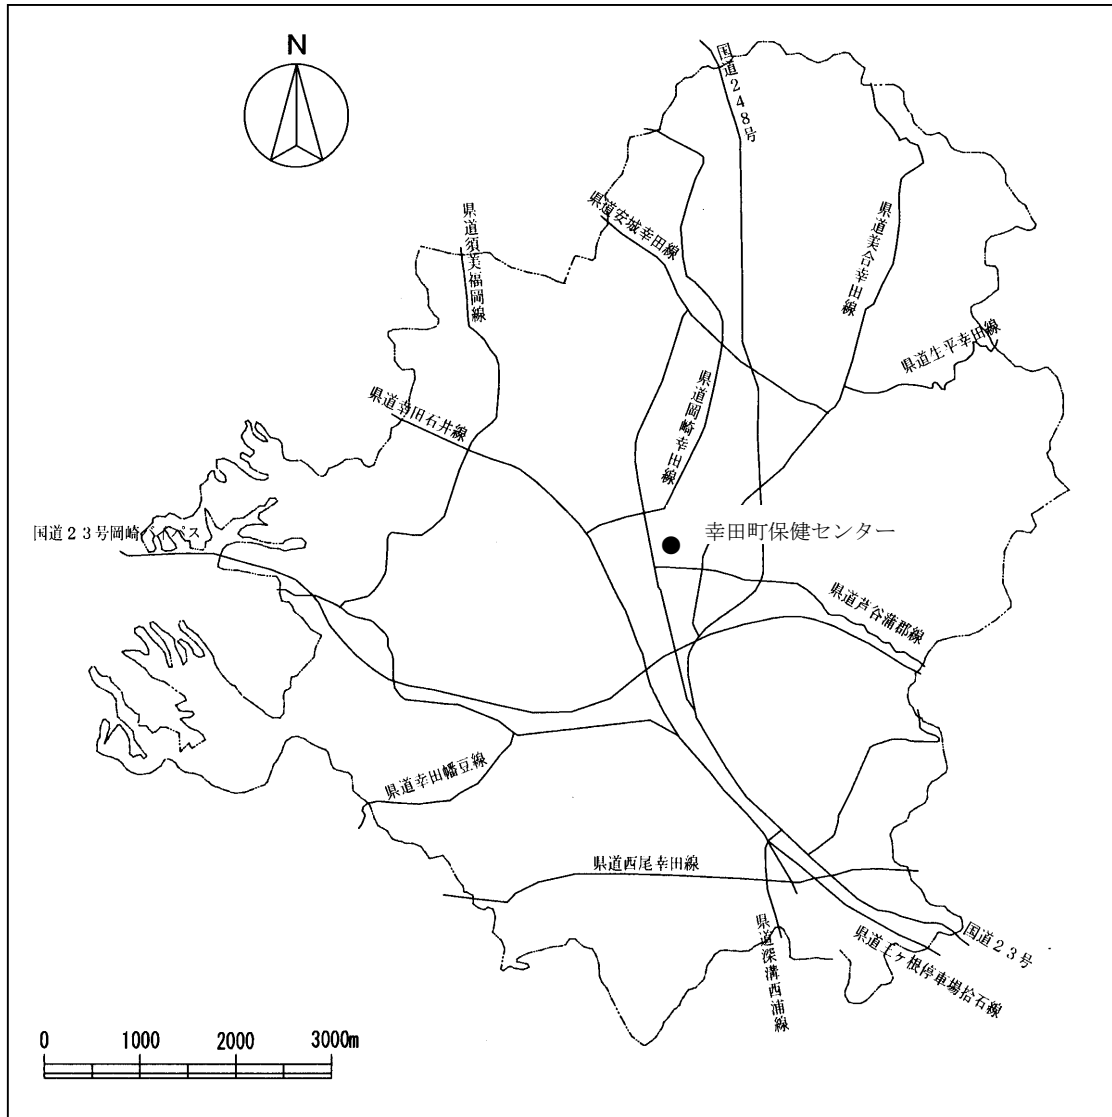 N
国道248号
県道安城幸田線
県道須美福岡線
県道美合幸田線
県道生平幸田線
県道幸田石井線
県道岡崎幸田線
国道23号岡崎バイパス
幸田町保健センター
県道芦谷蒲郡線
県道幸田幡豆線
県道西尾幸田線
国道23号
県道三ヶ根停車場拾石線
県道深溝西浦線
0 1000 2000 3000m